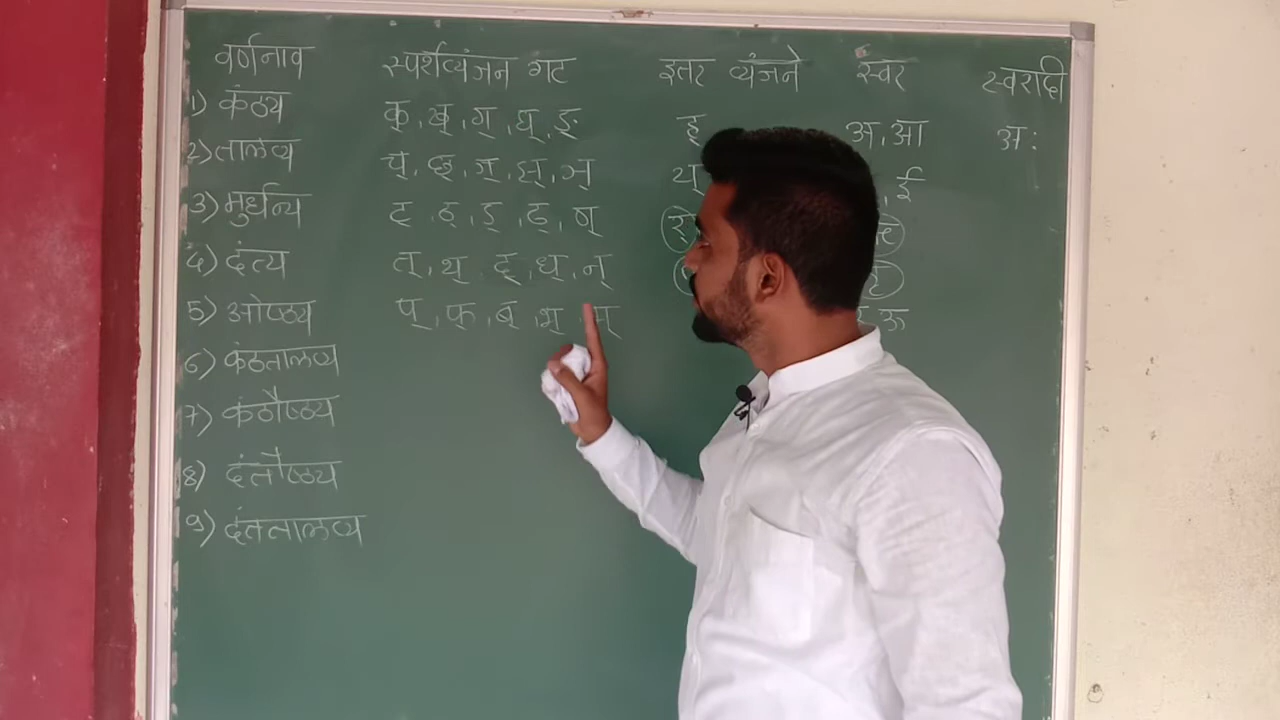 वर्णनाव स्पर्शव्यंजन गट इतर व्यंजने स्वर स्वरादी
1) कंठ्य क्, ख्, ग्, घ्, ङ् ह् अ, आ अः
2) तालव्य च्, छ्, ज्, झ्, ञ् य् , ई
3) मुर्धन्य ट्, ठ्, ड्, ढ्, ष् र्
4) दंत्य त्, थ् द्, ध्, न्
5) ओष्ठ्य प्, फ्, ब्, भ्, म् ऊ
6) कंठतालव्य
7) कंठौष्ठ्य
8) दंतौष्ठ्य
9) दंततालव्य